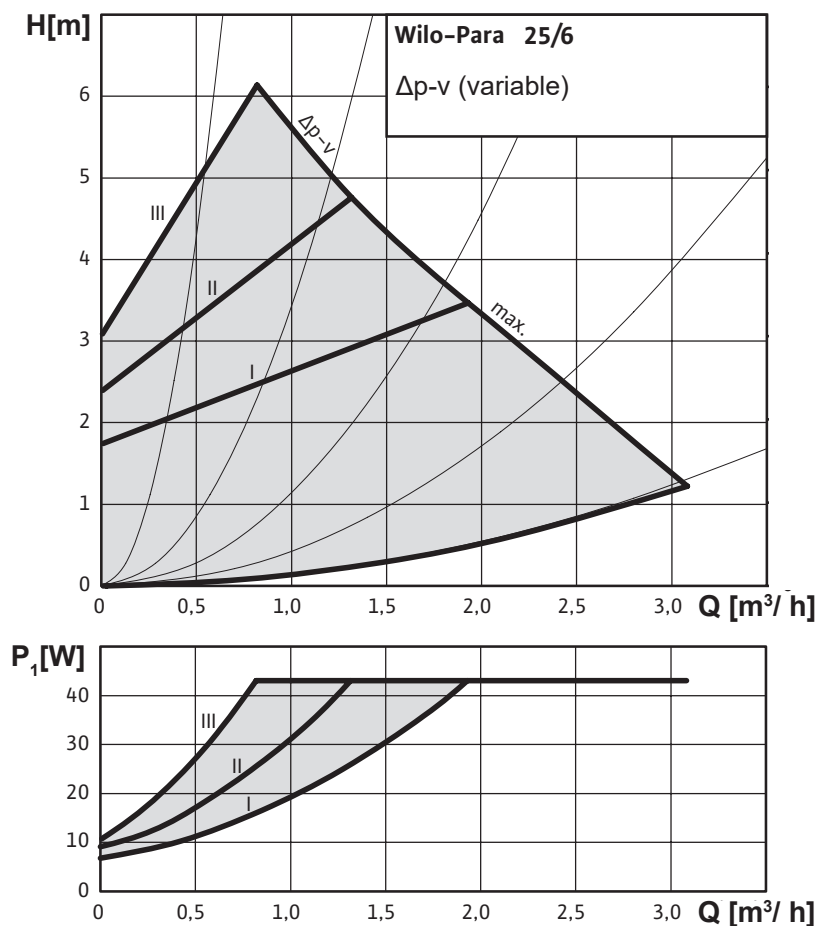 H[m]
Wilo-Para 25/6
Δp-v (variable)
6
5
4
3
2
1
0
Δp-v
III
II
I
max.
0
0,5
1,0
1,5
2,0
2,5
3,0
Q [m³/ h]
P₁[W]
40
30
20
10
0
III
II
I
0
0,5
1,0
1,5
2,0
2,5
3,0
Q [m³/ h]